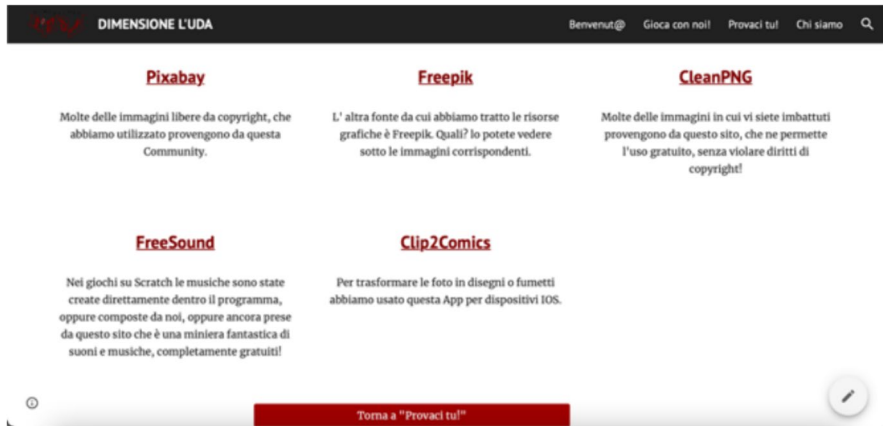 DIMENSIONE L'UDA
Benvenut@ Gioca con noi! Provaci tu! Chi siamo
Pixabay
Molte delle immagini libere da copyright, che
abbiamo utilizzato provengono da questa
Community.
Freepik
L' altra fonte da cui abbiamo tratto le risorse
grafiche è Freepik. Quali? lo potete vedere
sotto le immagini corrispondenti.
CleanPNG
Molte delle immagini in cui vi siete imbattuti
provengono da questo sito, che ne permette
l'uso gratuito, senza violare diritti di
copyright!
FreeSound
Nei giochi su Scratch le musiche sono state
create direttamente dentro il programma,
oppure composte da noi, oppure ancora prese
da questo sito che è una miniera fantastica di
suoni e musiche, completamente gratuiti!
Clip2Comics
Per trasformare le foto in disegni o fumetti
abbiamo usato questa App per dispositivi IOS.
Torna a "Provaci tu!"